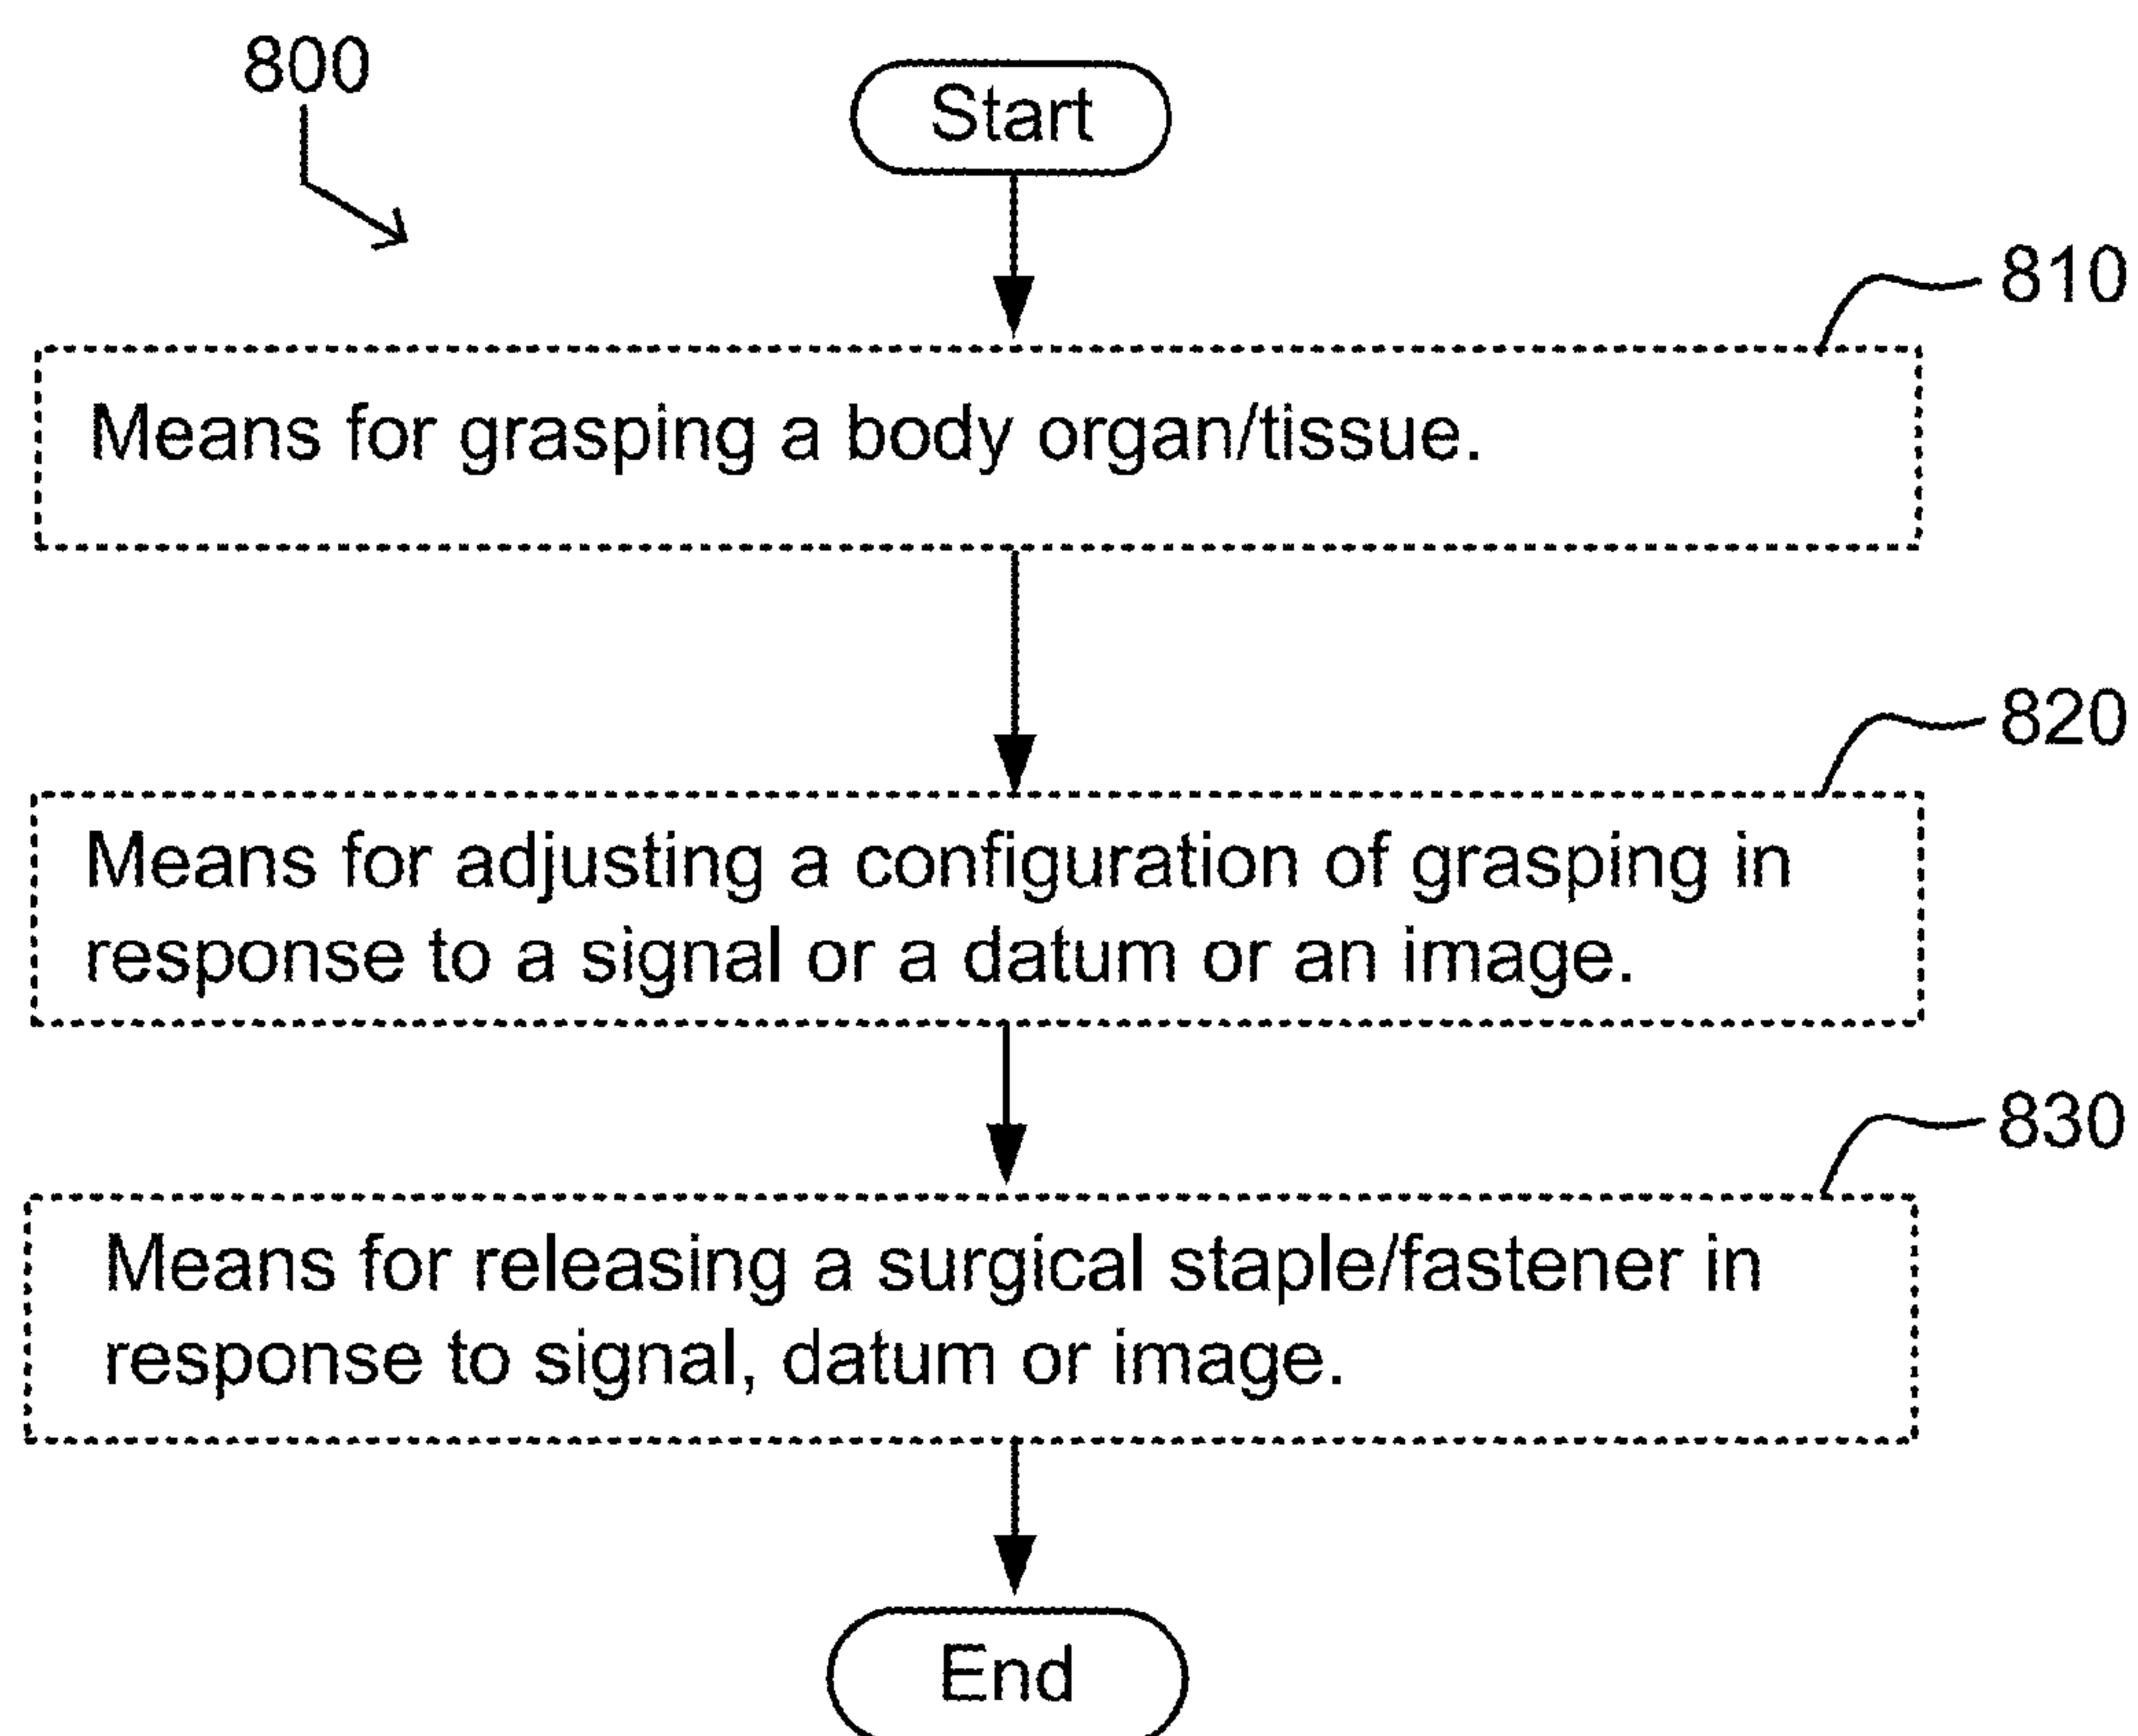 800
Start
810
Means for grasping a body organ/tissue.
820
Means for adjusting a configuration of grasping in
response to a signal or a datum or an image.
830
Means for releasing a surgical staple/fastener in
response to signal, datum or image.
End